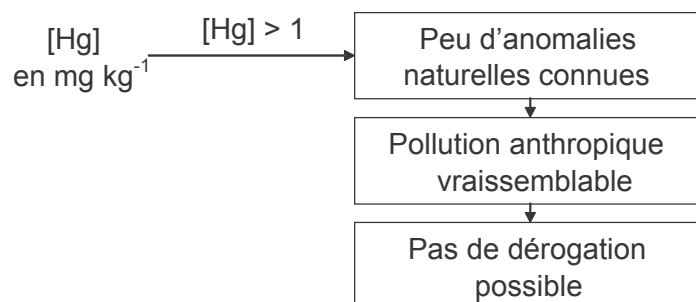 [Hg]
en mg kg⁻¹
[Hg] > 1
Peu d’anomalies
naturelles connues
Pollution anthropique
vraissemblable
Pas de dérogation
possible